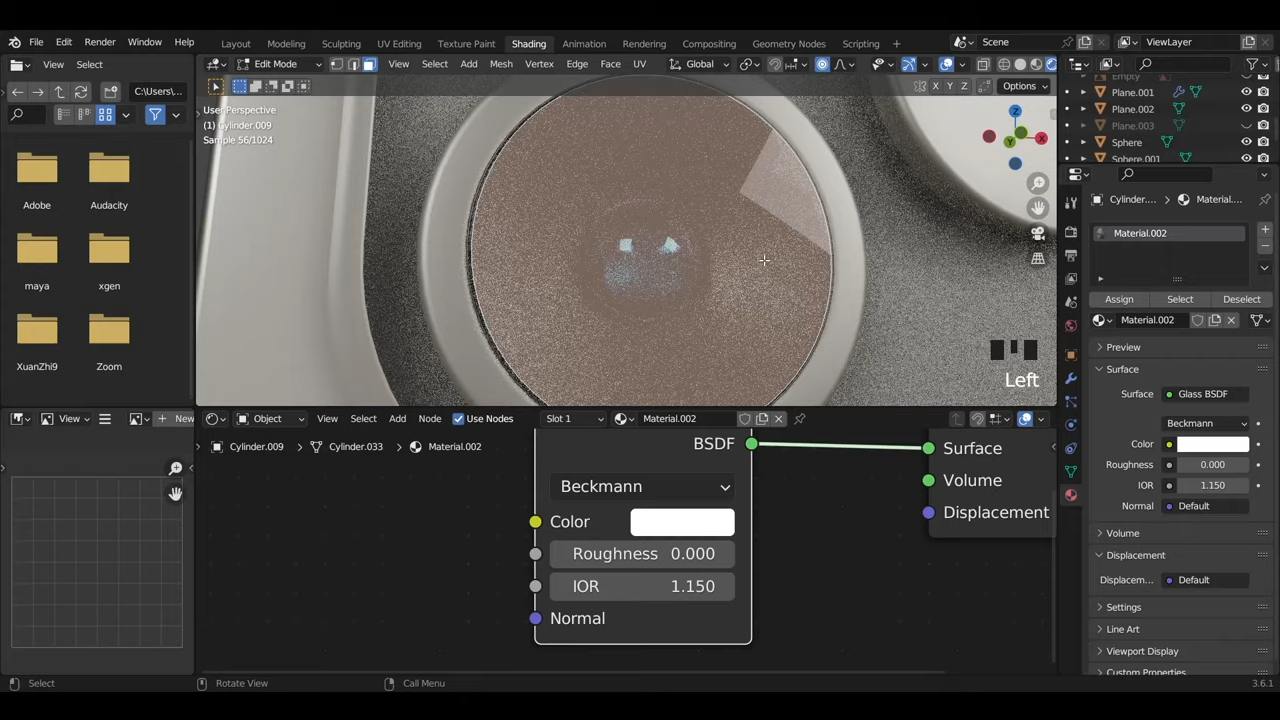 File Edit Render Window Help Layout Modeling Sculpting UV Editing Texture Paint Shading Animation Rendering Compositing Geometry Nodes Scripting + Scene ViewLayer
View Select Edit Mode View Select Add Mesh Vertex Edge Face UV Global
C:\Users\... X Y Z Options
User Perspective
(1) Cylinder.009
Sample 56/1024
Plane.001
Plane.002
Plane.003
Sphere
Sphere.001
Z
X
Y
Adobe Audacity
maya xgen
XuanZhi9 Zoom
Left
Cylinder.... Material....
Material.002
Assign Select Deselect
Material.002
Preview
Surface
Surface Glass BSDF
Beckmann
Color
Roughness 0.000
IOR 1.150
Normal Default
Volume
Displacement
Displacem... Default
Settings
Line Art
Viewport Display
View New Object View Select Add Node Use Nodes Slot 1 Material.002
Cylinder.009 Cylinder.033 Material.002
BSDF
Beckmann
Color
Roughness 0.000
IOR 1.150
Normal
Surface
Volume
Displacement
Select Rotate View Call Menu 3.6.1